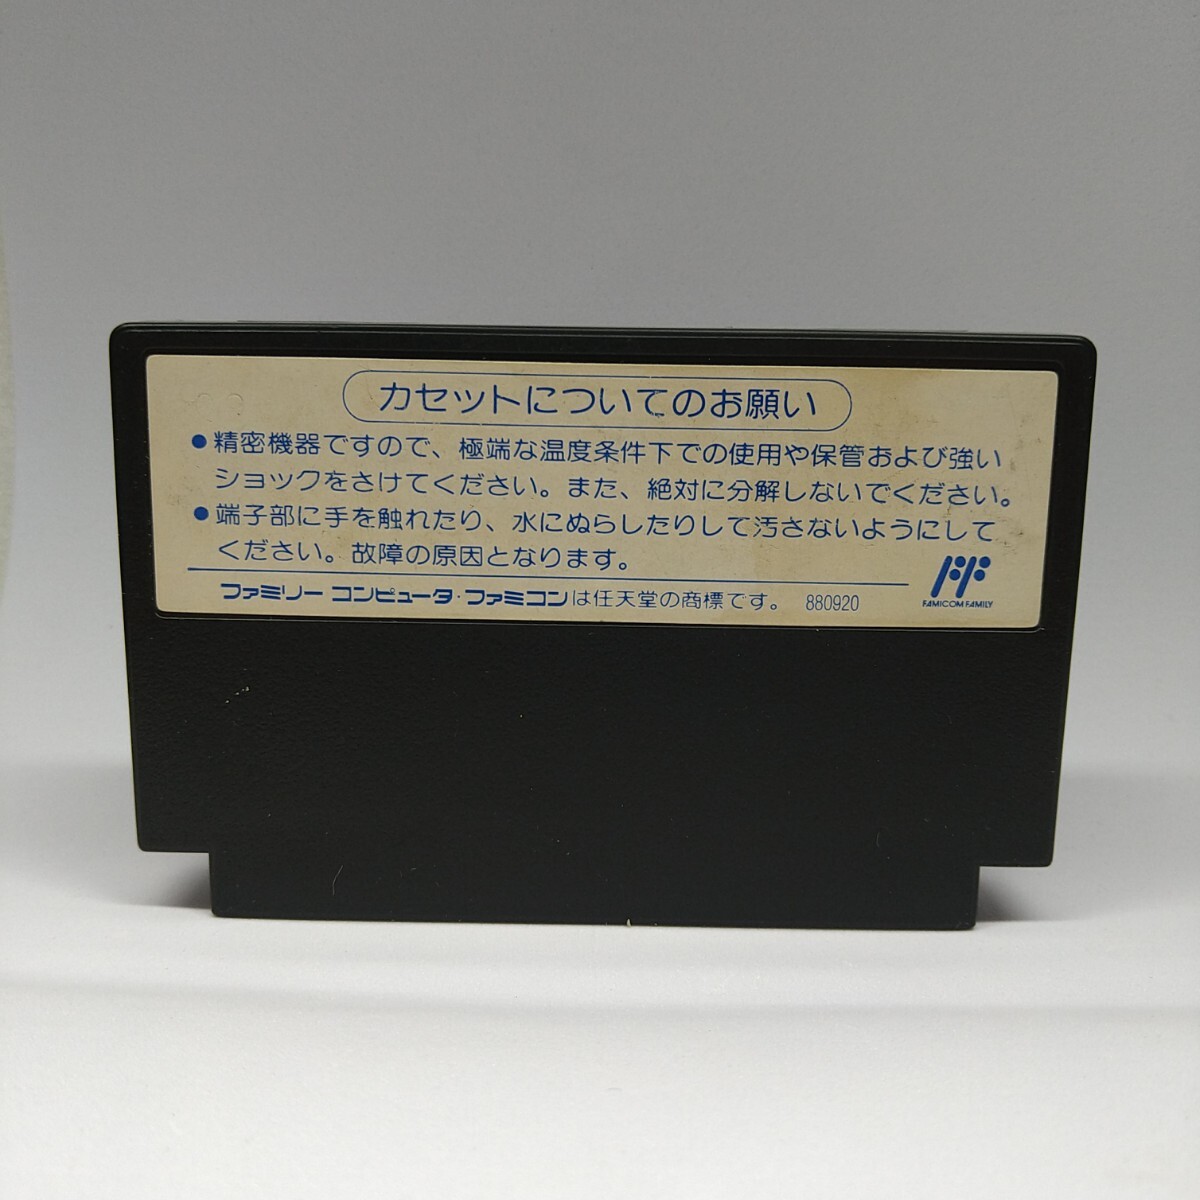 カセットについてのお願い
●精密機器ですので、極端な温度条件下での使用や保管および強い
ショックをさけてください。また、絶対に分解しないでください。
●端子部に手を触れたり、水にぬらしたりして汚さないようにして
ください。故障の原因となります。
ファミリーコンピュータ・ファミコンは任天堂の商標です。 880920
FAMICOM FAMILY